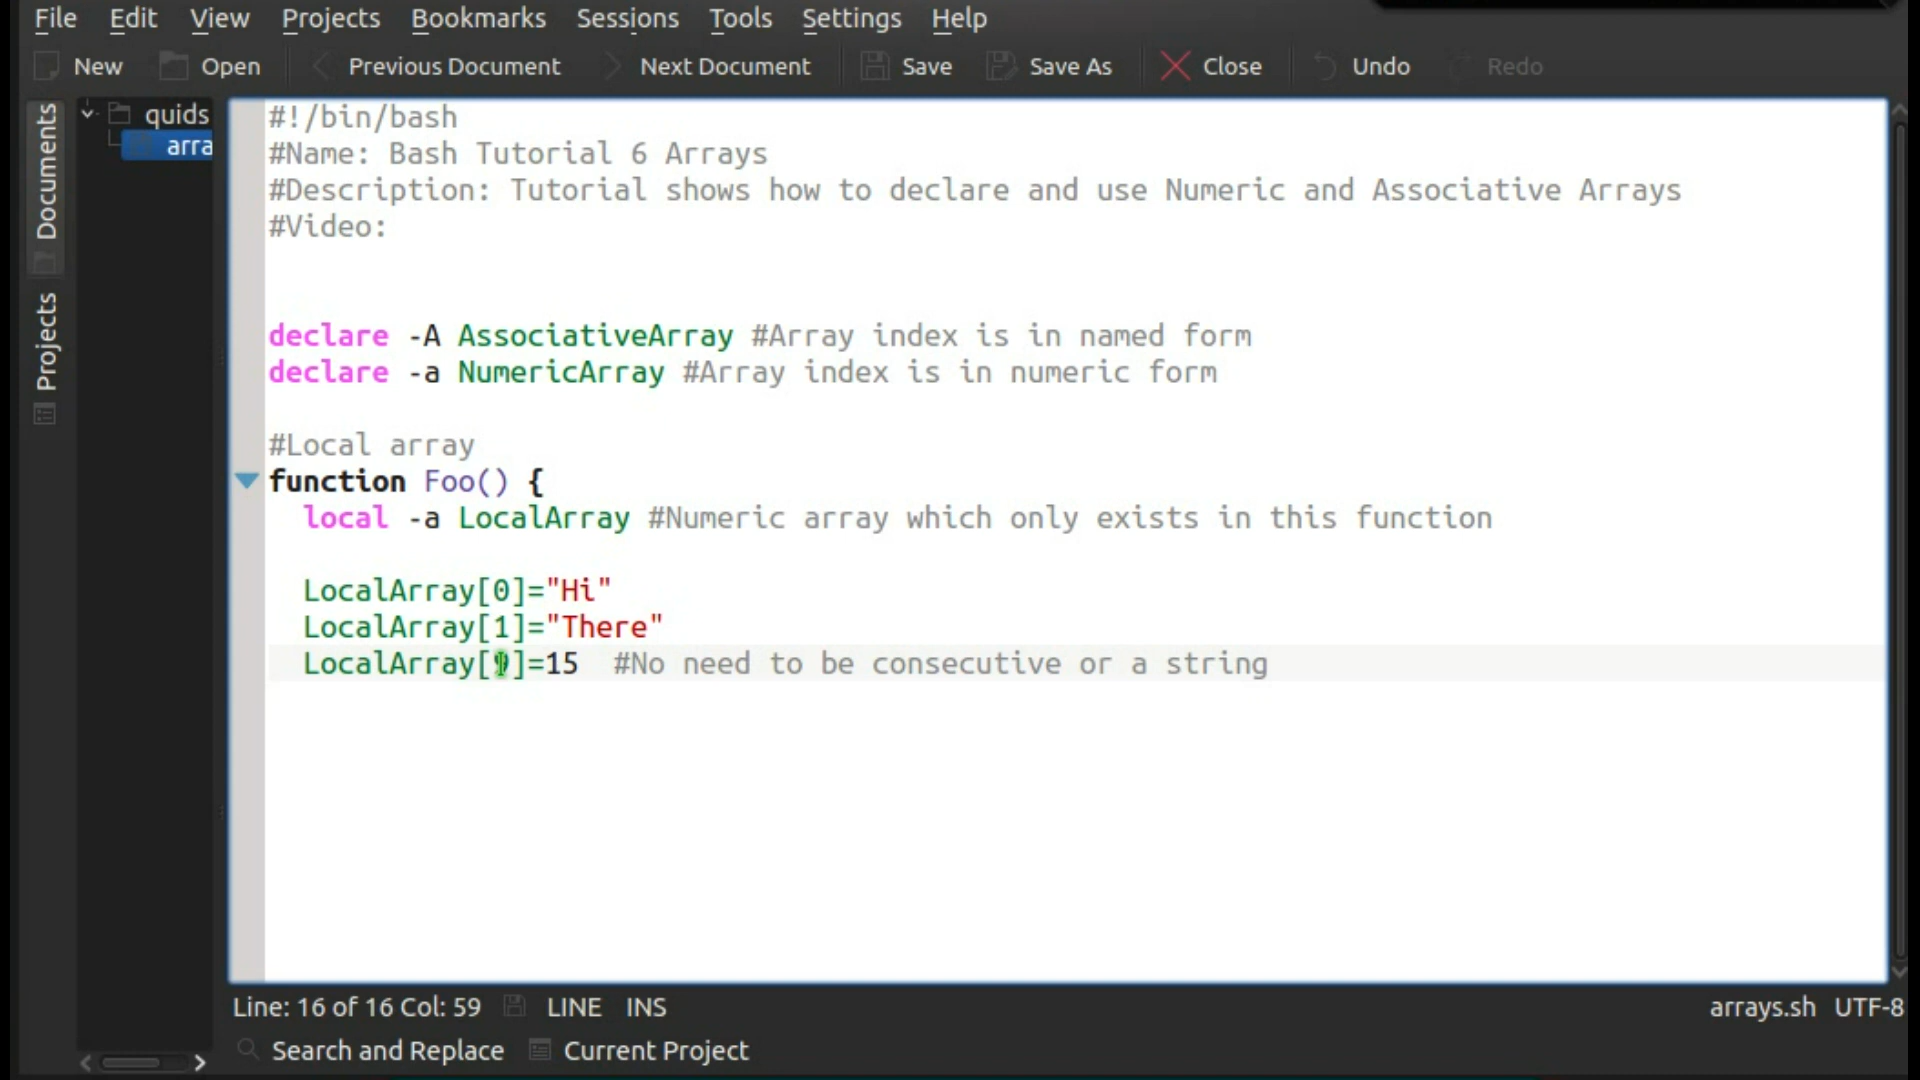 File Edit View Projects Bookmarks Sessions Tools Settings Help
New Open Previous Document Next Document Save Save As Close Undo Redo
Documents
Projects
quids
arra
#!/bin/bash
#Name: Bash Tutorial 6 Arrays
#Description: Tutorial shows how to declare and use Numeric and Associative Arrays
#Video:
declare -A AssociativeArray #Array index is in named form
declare -a NumericArray #Array index is in numeric form
#Local array
function Foo() {
local -a LocalArray #Numeric array which only exists in this function
LocalArray[0]="Hi"
LocalArray[1]="There"
LocalArray[9]=15 #No need to be consecutive or a string
Line: 16 of 16 Col: 59 LINE INS arrays.sh UTF-8
Search and Replace Current Project